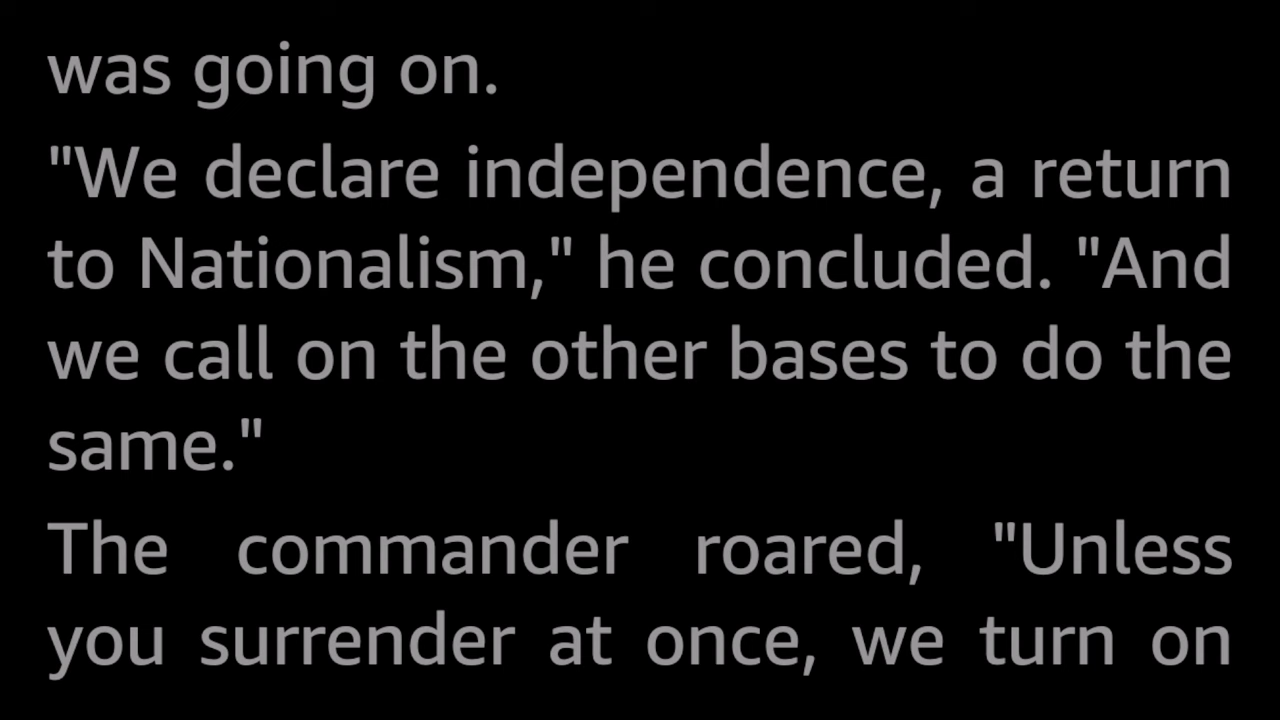 was going on.
"We declare independence, a return
to Nationalism," he concluded. "And
we call on the other bases to do the
same."
The commander roared, "Unless
you surrender at once, we turn on